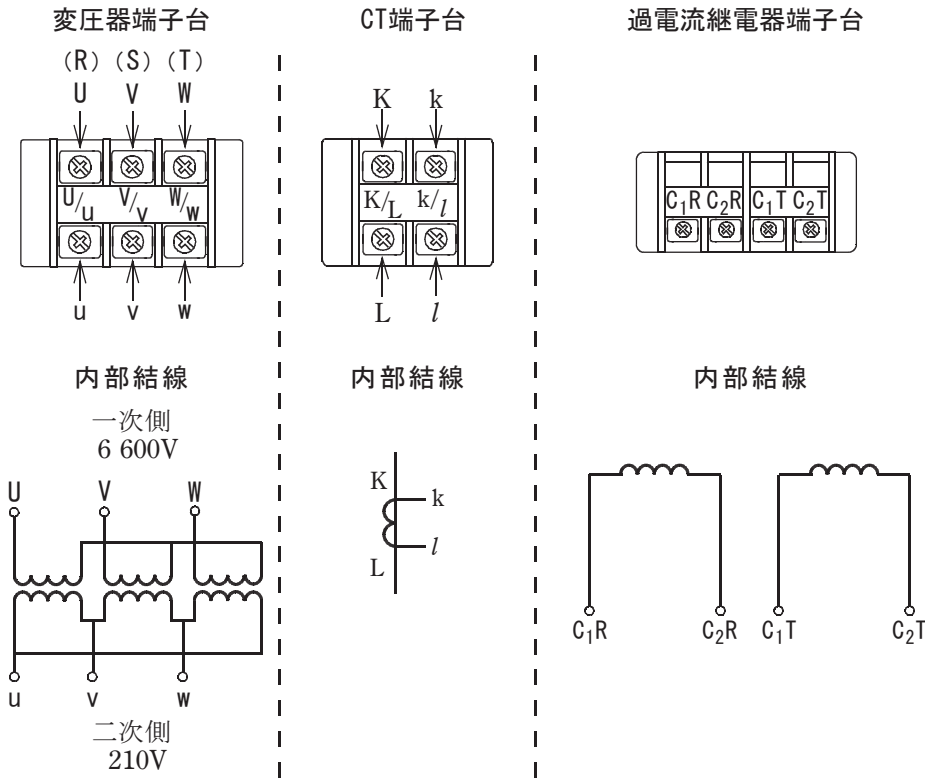 変圧器端子台
(R) (S) (T)
U V W
U/u V/v W/w
u v w
内部結線
一次側
6 600V
U V W
u v w
二次側
210V
CT端子台
K k
K/L k/l
L l
内部結線
K
k
l
L
過電流継電器端子台
C₁R C₂R C₁T C₂T
内部結線
C₁R C₂R C₁T C₂T